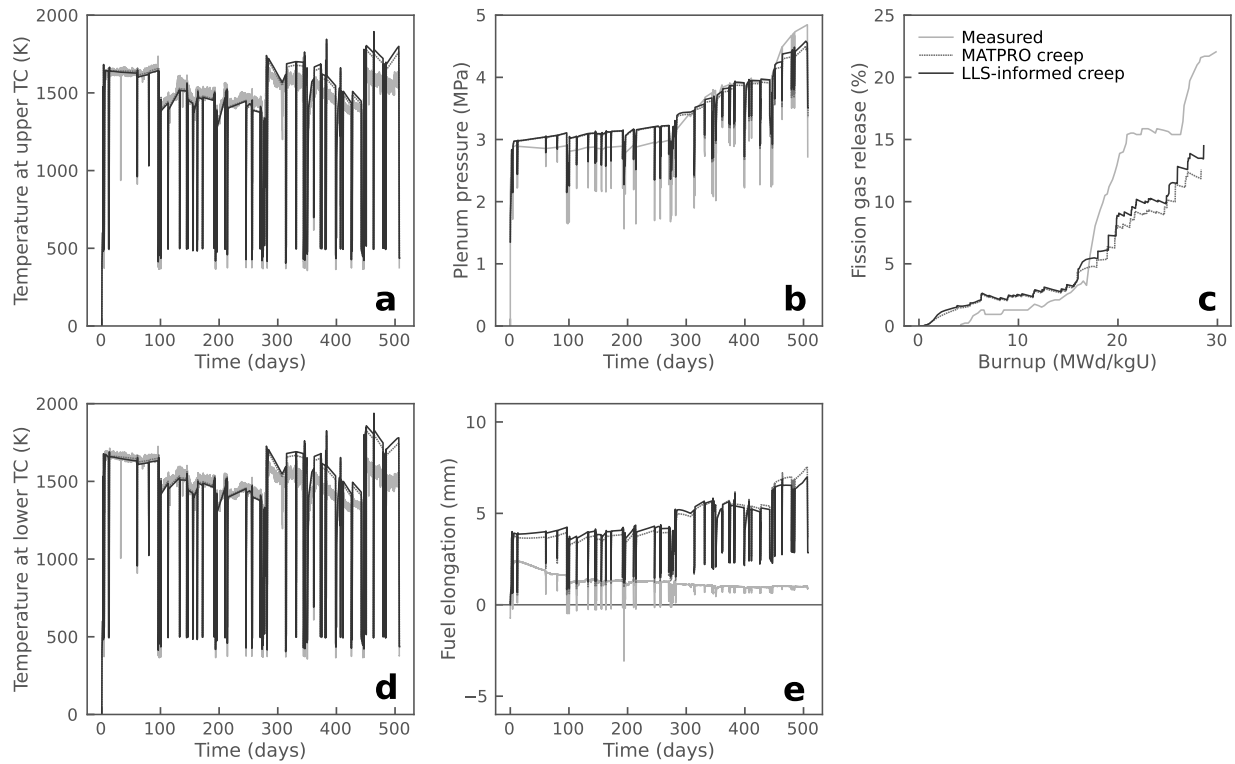 Temperature at upper TC (K)
2000
1500
1000
500
0
0 100 200 300 400 500
Time (days)
a
Plenum pressure (MPa)
5
4
3
2
1
0
0 100 200 300 400 500
Time (days)
b
Fission gas release (%)
25
20
15
10
5
0
0 10 20 30
Burnup (MWd/kgU)
Measured
MATPRO creep
LLS-informed creep
c
Temperature at lower TC (K)
2000
1500
1000
500
0
0 100 200 300 400 500
Time (days)
d
Fuel elongation (mm)
10
5
0
−5
0 100 200 300 400 500
Time (days)
e